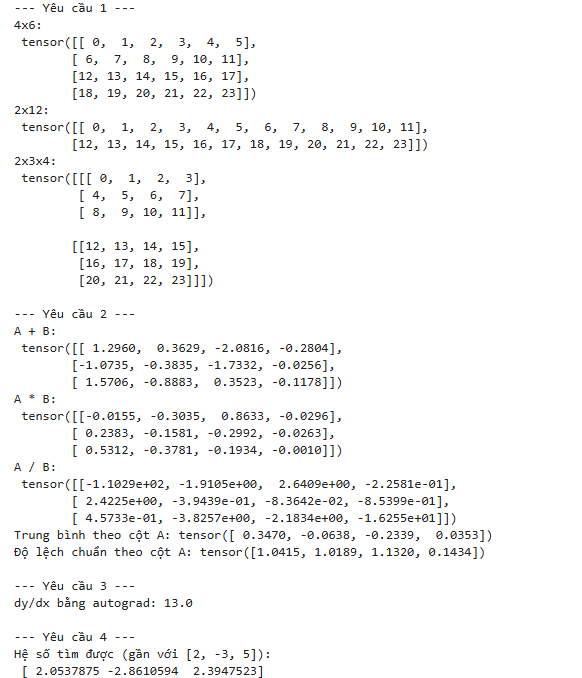 --- Yêu cầu 1 ---
4x6:
 tensor([[ 0,  1,  2,  3,  4,  5],
        [ 6,  7,  8,  9, 10, 11],
        [12, 13, 14, 15, 16, 17],
        [18, 19, 20, 21, 22, 23]])
2x12:
 tensor([[ 0,  1,  2,  3,  4,  5,  6,  7,  8,  9, 10, 11],
        [12, 13, 14, 15, 16, 17, 18, 19, 20, 21, 22, 23]])
2x3x4:
 tensor([[[ 0,  1,  2,  3],
         [ 4,  5,  6,  7],
         [ 8,  9, 10, 11]],

        [[12, 13, 14, 15],
         [16, 17, 18, 19],
         [20, 21, 22, 23]]])

--- Yêu cầu 2 ---
A + B:
 tensor([[ 1.2960,  0.3629, -2.0816, -0.2804],
        [-1.0735, -0.3835, -1.7332, -0.0256],
        [ 1.5706, -0.8883,  0.3523, -0.1178]])
A * B:
 tensor([[-0.0155, -0.3035,  0.8633, -0.0296],
        [ 0.2383, -0.1581, -0.2992, -0.0263],
        [ 0.5312, -0.3781, -0.1934, -0.0010]])
A / B:
 tensor([[-1.1029e+02, -1.9105e+00,  2.6409e+00, -2.2581e-01],
        [ 2.4225e+00, -3.9439e-01, -8.3642e-02, -8.5399e-01],
        [ 4.5733e-01, -3.8257e+00, -2.1834e+00, -1.6255e+01]])
Trung bình theo cột A: tensor([ 0.3470, -0.0638, -0.2339,  0.0353])
Độ lệch chuẩn theo cột A: tensor([1.0415, 1.0189, 1.1320, 0.1434])

--- Yêu cầu 3 ---
dy/dx bằng autograd: 13.0

--- Yêu cầu 4 ---
Hệ số tìm được (gần với [2, -3, 5]):
 [ 2.0537875 -2.8610594  2.3947523]